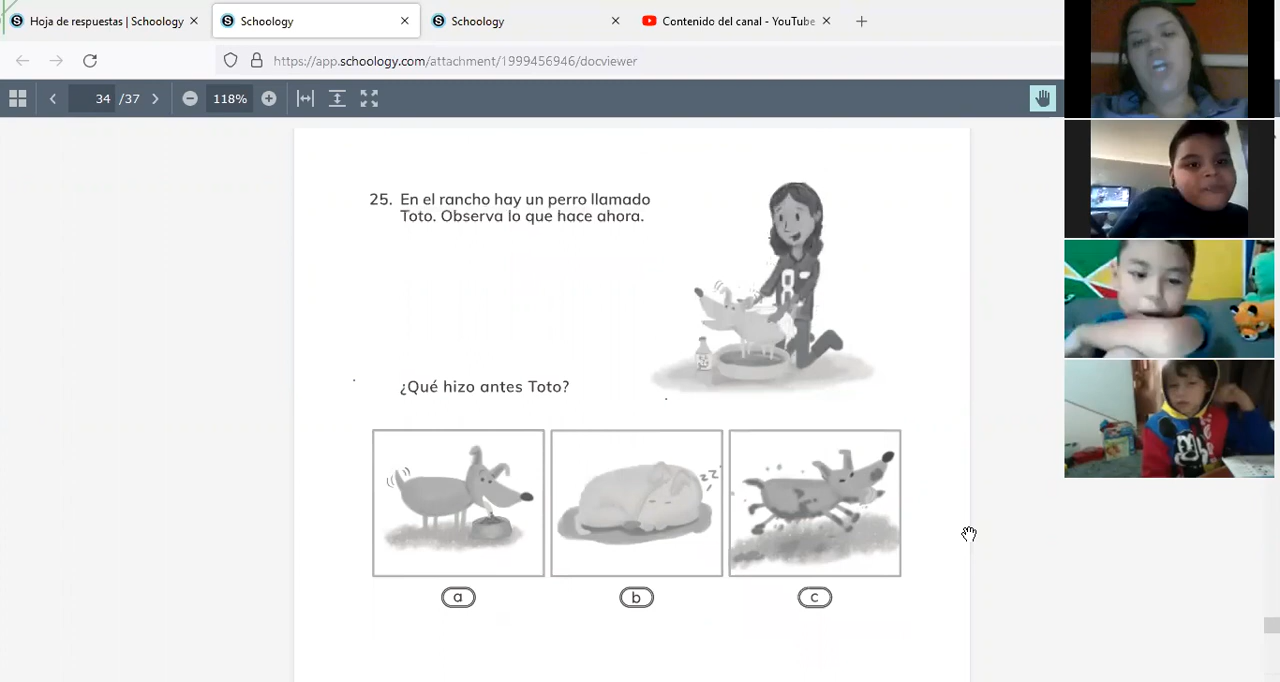 Hoja de respuestas | Schoology
Schoology
Schoology
Contenido del canal - YouTube
https://app.schoology.com/attachment/1999456946/docviewer
34 /37
118%
25. En el rancho hay un perro llamado
Toto. Observa lo que hace ahora.
8
¿Qué hizo antes Toto?
zz
a
b
c